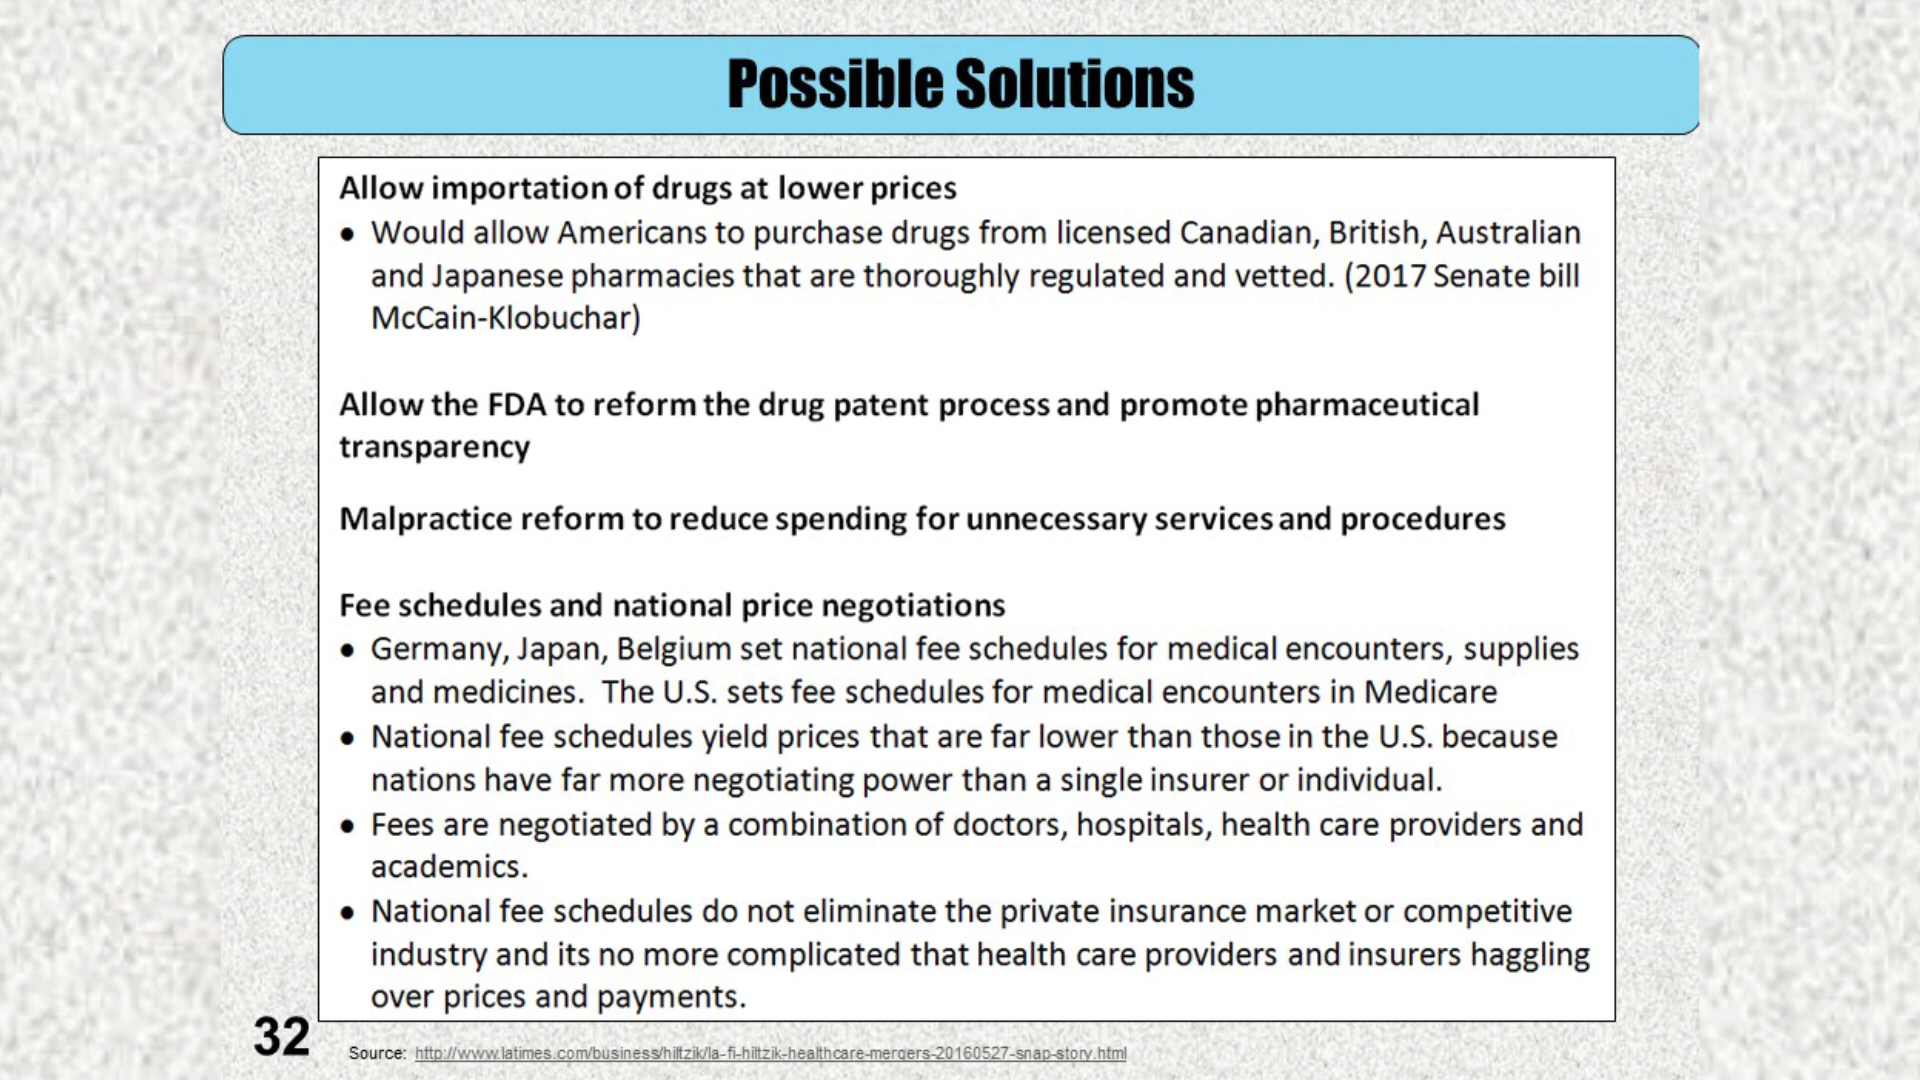 Possible Solutions
Allow importation of drugs at lower prices
● Would allow Americans to purchase drugs from licensed Canadian, British, Australian
and Japanese pharmacies that are thoroughly regulated and vetted. (2017 Senate bill
McCain-Klobuchar)
Allow the FDA to reform the drug patent process and promote pharmaceutical
transparency
Malpractice reform to reduce spending for unnecessary services and procedures
Fee schedules and national price negotiations
● Germany, Japan, Belgium set national fee schedules for medical encounters, supplies
and medicines. The U.S. sets fee schedules for medical encounters in Medicare
● National fee schedules yield prices that are far lower than those in the U.S. because
nations have far more negotiating power than a single insurer or individual.
● Fees are negotiated by a combination of doctors, hospitals, health care providers and
academics.
● National fee schedules do not eliminate the private insurance market or competitive
industry and its no more complicated that health care providers and insurers haggling
over prices and payments.
32
Source: http://www.latimes.com/business/hiltzik/la-fi-hiltzik-healthcare-mergers-20160527-snap-story.html